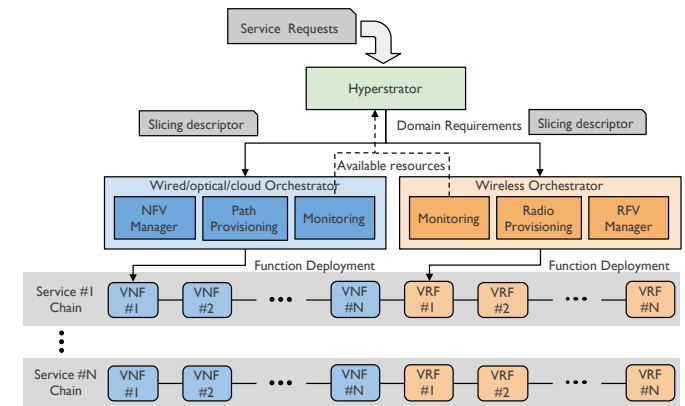 Service Requests
Hyperstrator
Slicing descriptor
Domain Requirements
Slicing descriptor
Available resources
Wired/optical/cloud Orchestrator
Wireless Orchestrator
NFV
Manager
Path
Provisioning
Monitoring
Monitoring
Radio
Provisioning
RFV
Manager
Function Deployment
Function Deployment
Service #1
Chain
VNF
#1
VNF
#2
VNF
#N
VRF
#1
VRF
#2
VRF
#N
Service #N
Chain
VNF
#1
VNF
#2
VNF
#N
VRF
#1
VRF
#2
VRF
#N